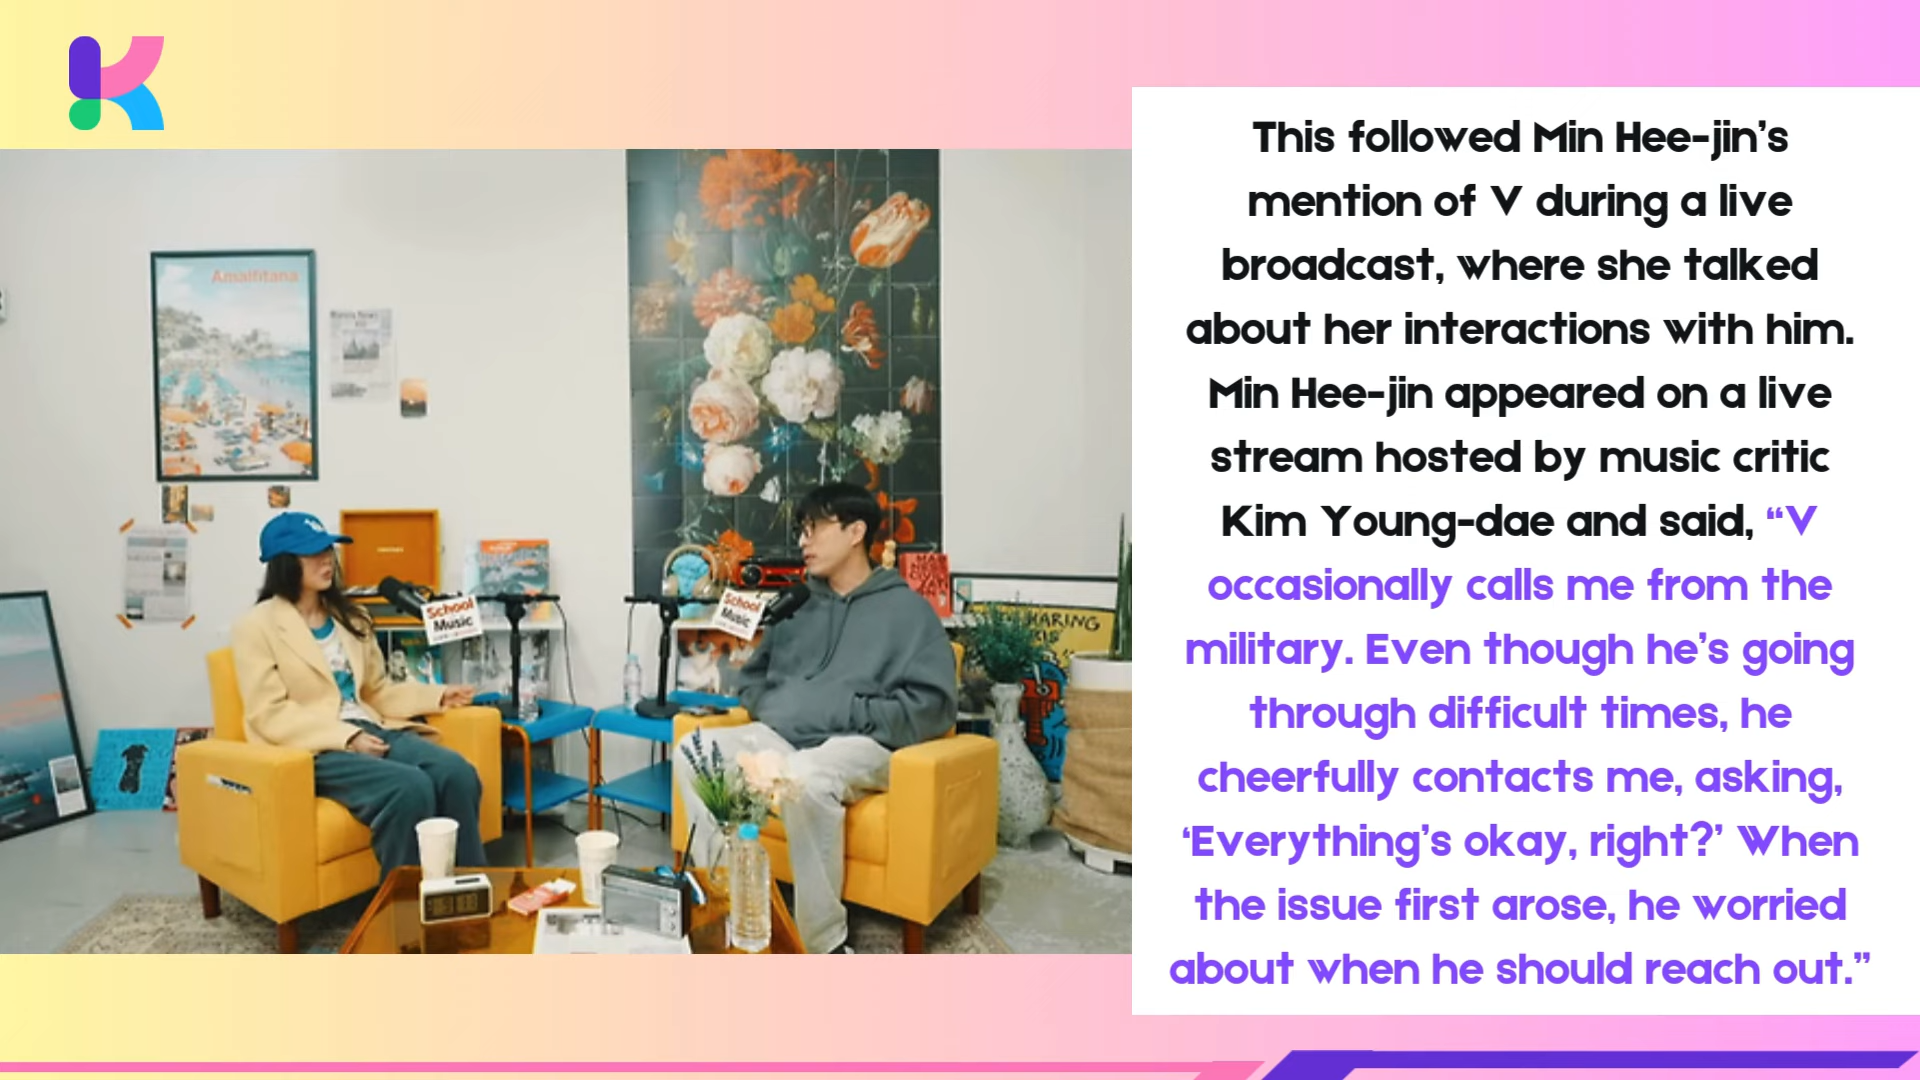 This followed Min Hee-jin's
mention of V during a live
broadcast, where she talked
about her interactions with him.
Min Hee-jin appeared on a live
stream hosted by music critic
Kim Young-dae and said, “V
occasionally calls me from the
military. Even though he's going
through difficult times, he
cheerfully contacts me, asking,
‘Everything's okay, right?’ When
the issue first arose, he worried
about when he should reach out.”
Amalfitana
School
Music
School
Music